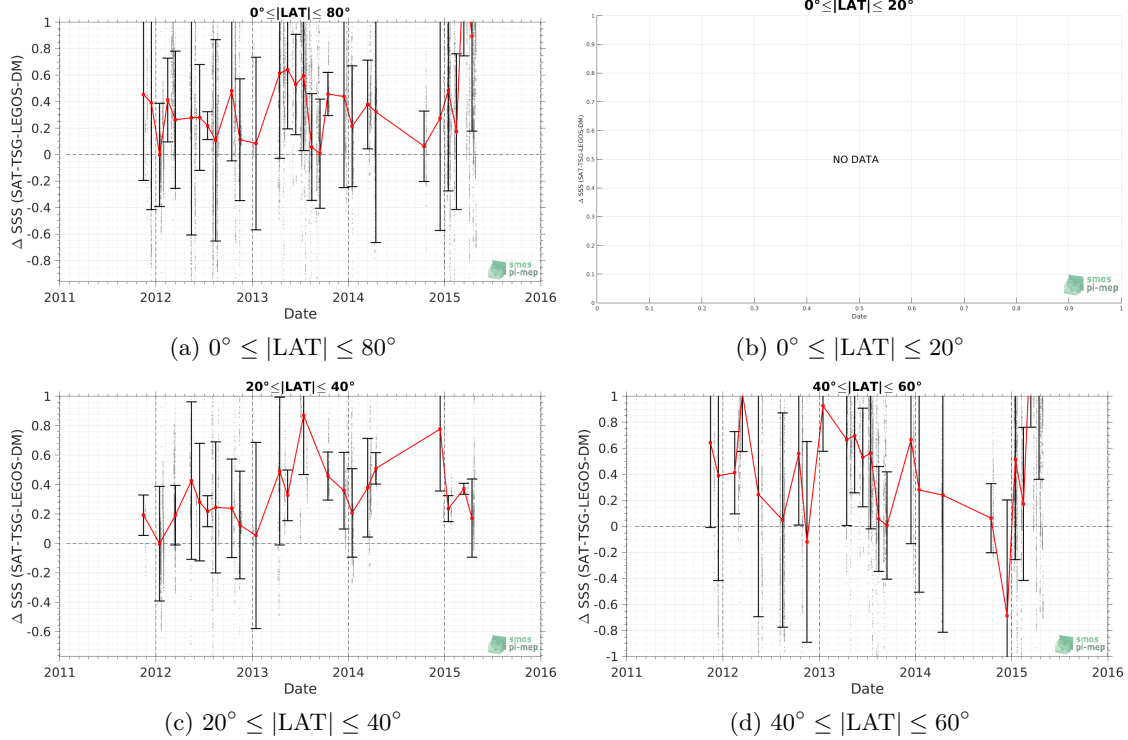 0°≤|LAT|≤ 80°
Δ SSS (SAT-TSG-LEGOS-DM)
1
0.8
0.6
0.4
0.2
0
-0.2
-0.4
-0.6
-0.8
2011 2012 2013 2014 2015 2016
Date
smos
pi-mep
(a) 0° ≤ |LAT| ≤ 80°
0°≤|LAT|≤ 20°
Δ SSS (SAT-TSG-LEGOS-DM)
1
0.9
0.8
0.7
0.6
0.5
0.4
0.3
0.2
0.1
0
NO DATA
0 0.1 0.2 0.3 0.4 0.5 0.6 0.7 0.8 0.9 1
Date
smos
pi-mep
(b) 0° ≤ |LAT| ≤ 20°
20°≤|LAT|≤ 40°
Δ SSS (SAT-TSG-LEGOS-DM)
1
0.8
0.6
0.4
0.2
0
-0.2
-0.4
-0.6
2011 2012 2013 2014 2015 2016
Date
smos
pi-mep
(c) 20° ≤ |LAT| ≤ 40°
40°≤|LAT|≤ 60°
Δ SSS (SAT-TSG-LEGOS-DM)
1
0.8
0.6
0.4
0.2
0
-0.2
-0.4
-0.6
-0.8
-1
2011 2012 2013 2014 2015 2016
Date
smos
pi-mep
(d) 40° ≤ |LAT| ≤ 60°